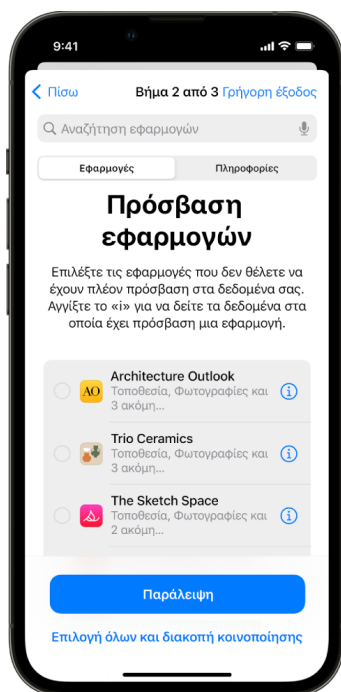 9:41
Πίσω Βήμα 2 από 3 Γρήγορη έξοδος
Αναζήτηση εφαρμογών
Εφαρμογές Πληροφορίες
Πρόσβαση
εφαρμογών
Επιλέξτε τις εφαρμογές που δεν θέλετε να
έχουν πλέον πρόσβαση στα δεδομένα σας.
Αγγίξτε το «i» για να δείτε τα δεδομένα στα
οποία έχει πρόσβαση μια εφαρμογή.
AO
Architecture Outlook
Τοποθεσία, Φωτογραφίες και
3 ακόμη...
Trio Ceramics
Τοποθεσία, Φωτογραφίες και
3 ακόμη...
The Sketch Space
Τοποθεσία, Φωτογραφίες και
2 ακόμη...
Παράλειψη
Επιλογή όλων και διακοπή κοινοποίησης